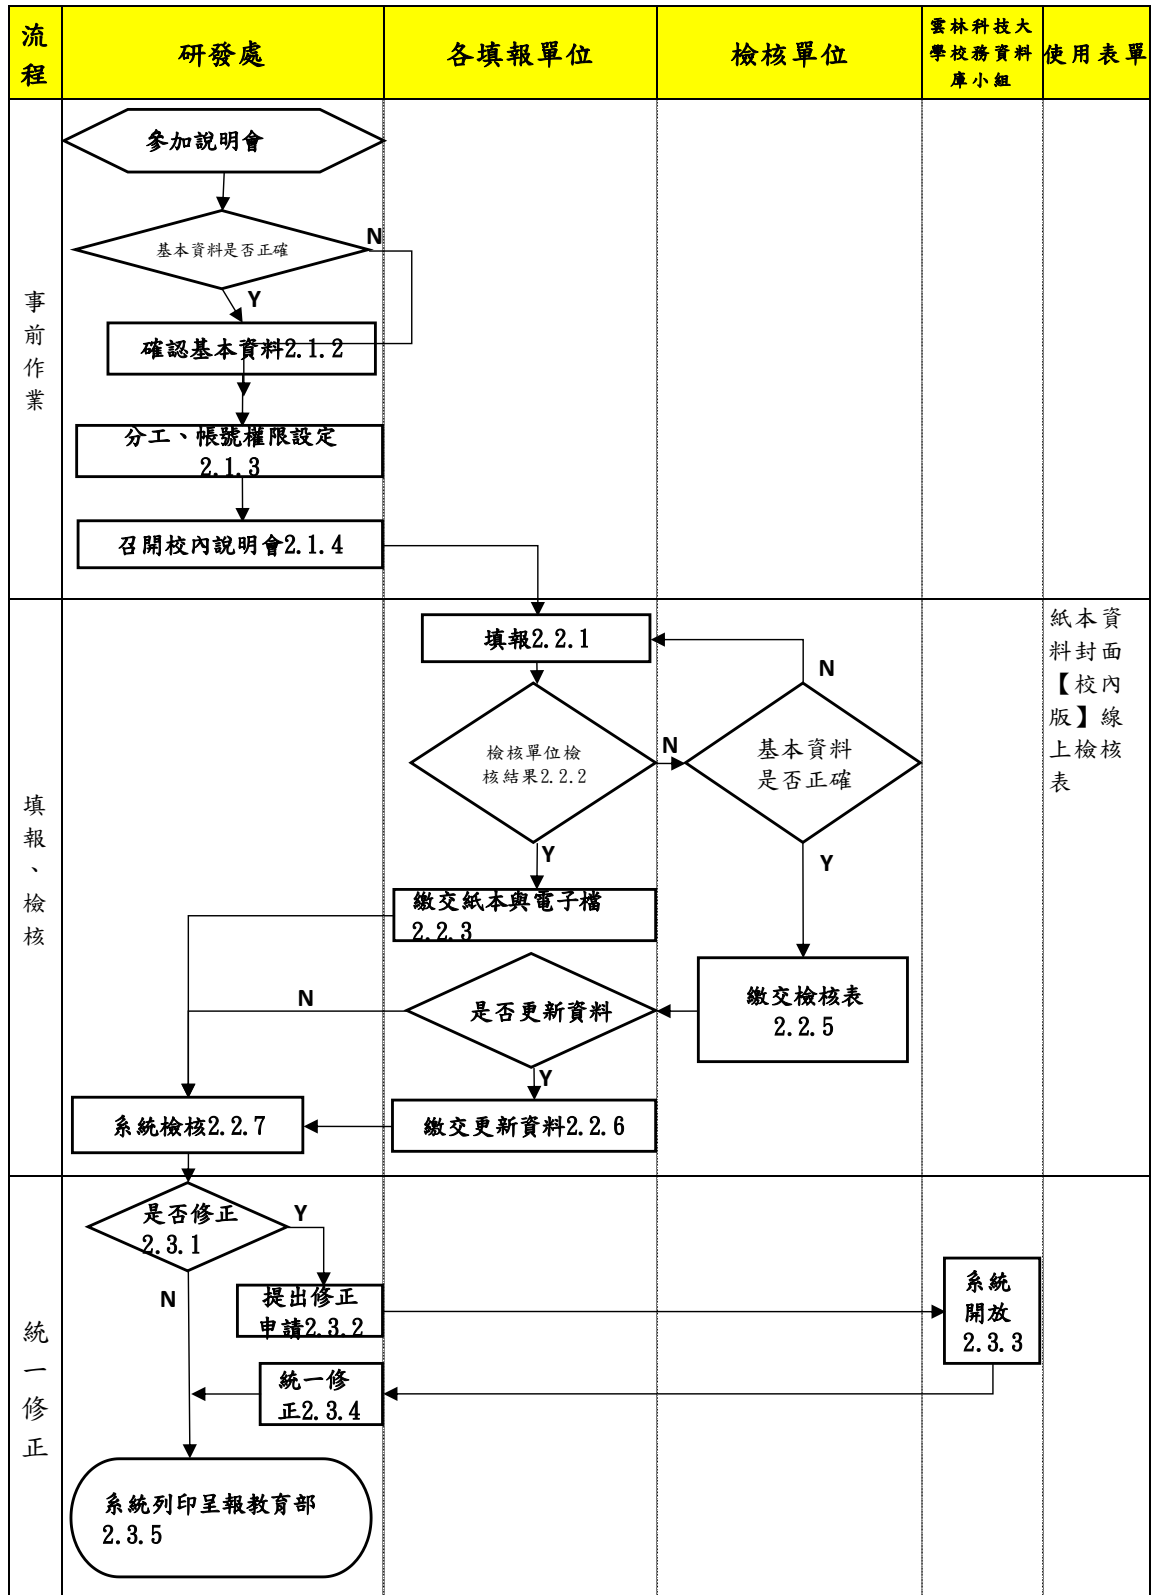 流
程
研發處
各填報單位
檢核單位
雲林科技大
學校務資料
庫小組
使用表單
事
前
作
業
參加說明會
基本資料是否正確
N
Y
確認基本資料2.1.2
分工、帳號權限設定
2.1.3
召開校內說明會2.1.4
填
報
、
檢
核
填報2.2.1
N
檢核單位檢
核結果2.2.2
N
基本資料
是否正確
Y
Y
繳交紙本與電子檔
2.2.3
N
是否更新資料
繳交檢核表
2.2.5
Y
系統檢核2.2.7
繳交更新資料2.2.6
紙本資
料封面
【校內
版】線
上檢核
表
統
一
修
正
是否修正
2.3.1
Y
N
提出修正
申請2.3.2
系統
開放
2.3.3
統一修
正2.3.4
系統列印呈報教育部
2.3.5